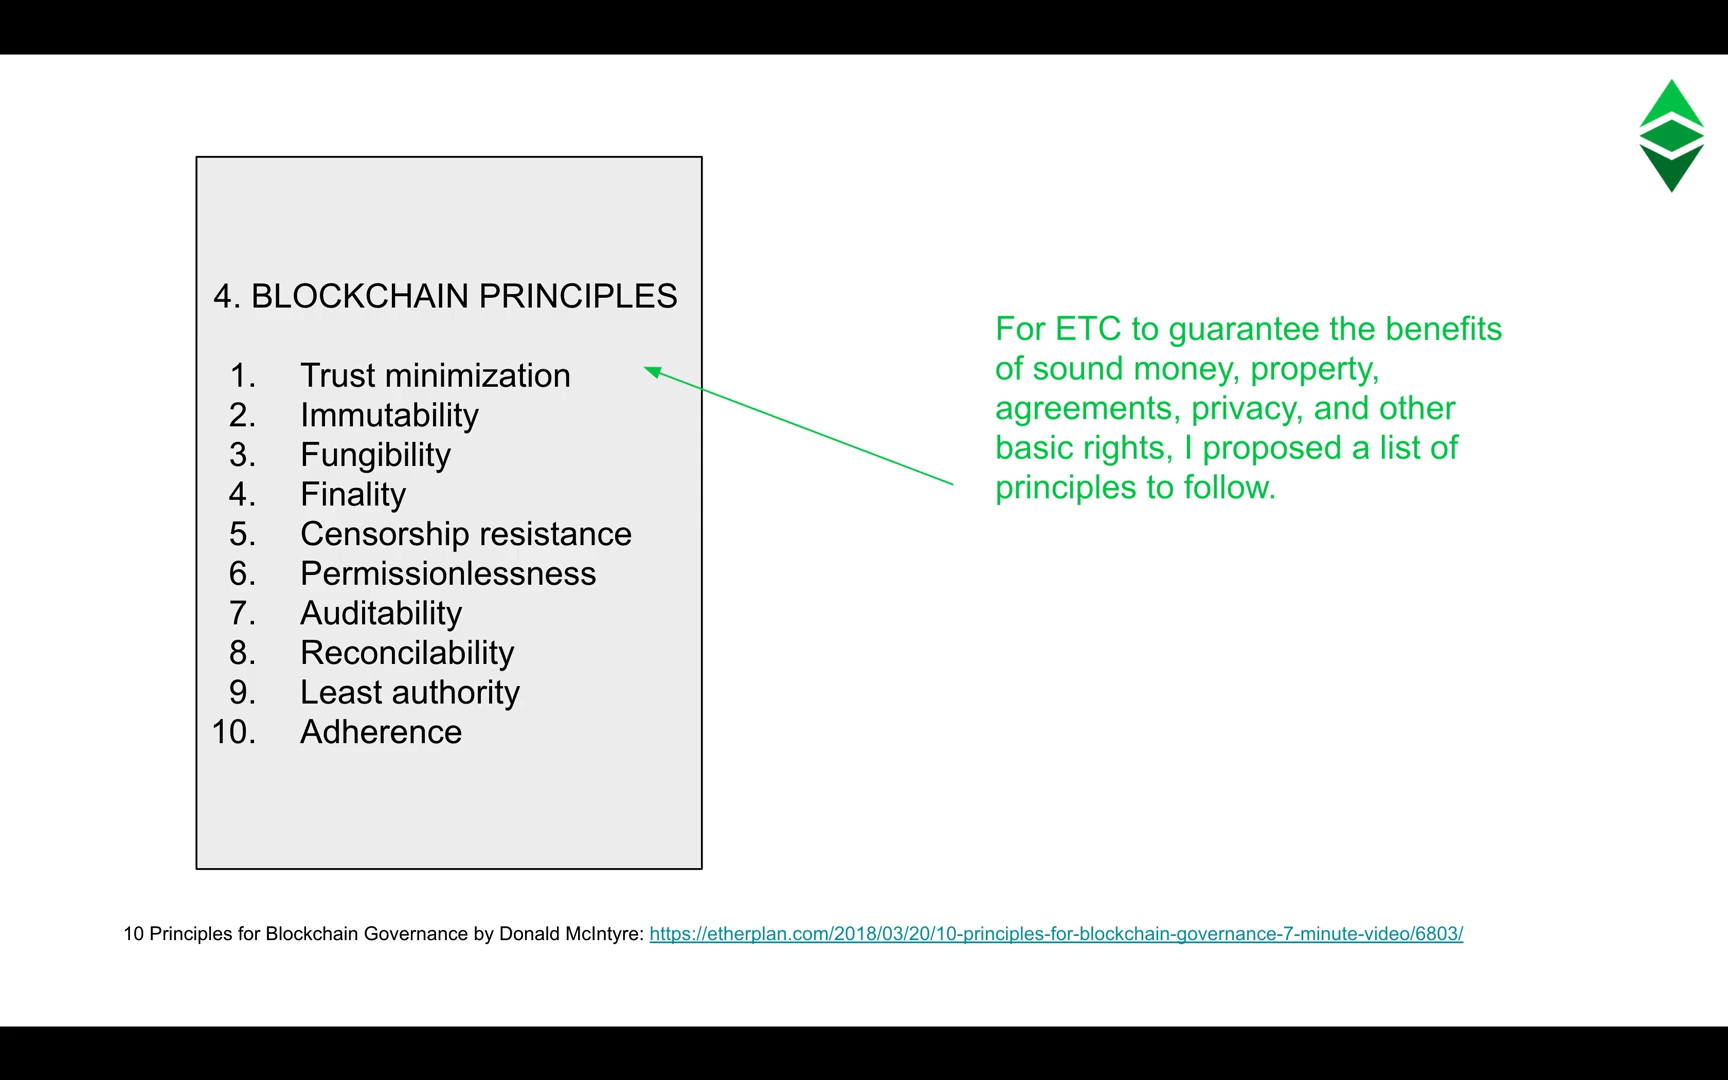 4. BLOCKCHAIN PRINCIPLES
1. Trust minimization
2. Immutability
3. Fungibility
4. Finality
5. Censorship resistance
6. Permissionlessness
7. Auditability
8. Reconcilability
9. Least authority
10. Adherence
For ETC to guarantee the benefits
of sound money, property,
agreements, privacy, and other
basic rights, I proposed a list of
principles to follow.
10 Principles for Blockchain Governance by Donald McIntyre: https://etherplan.com/2018/03/20/10-principles-for-blockchain-governance-7-minute-video/6803/